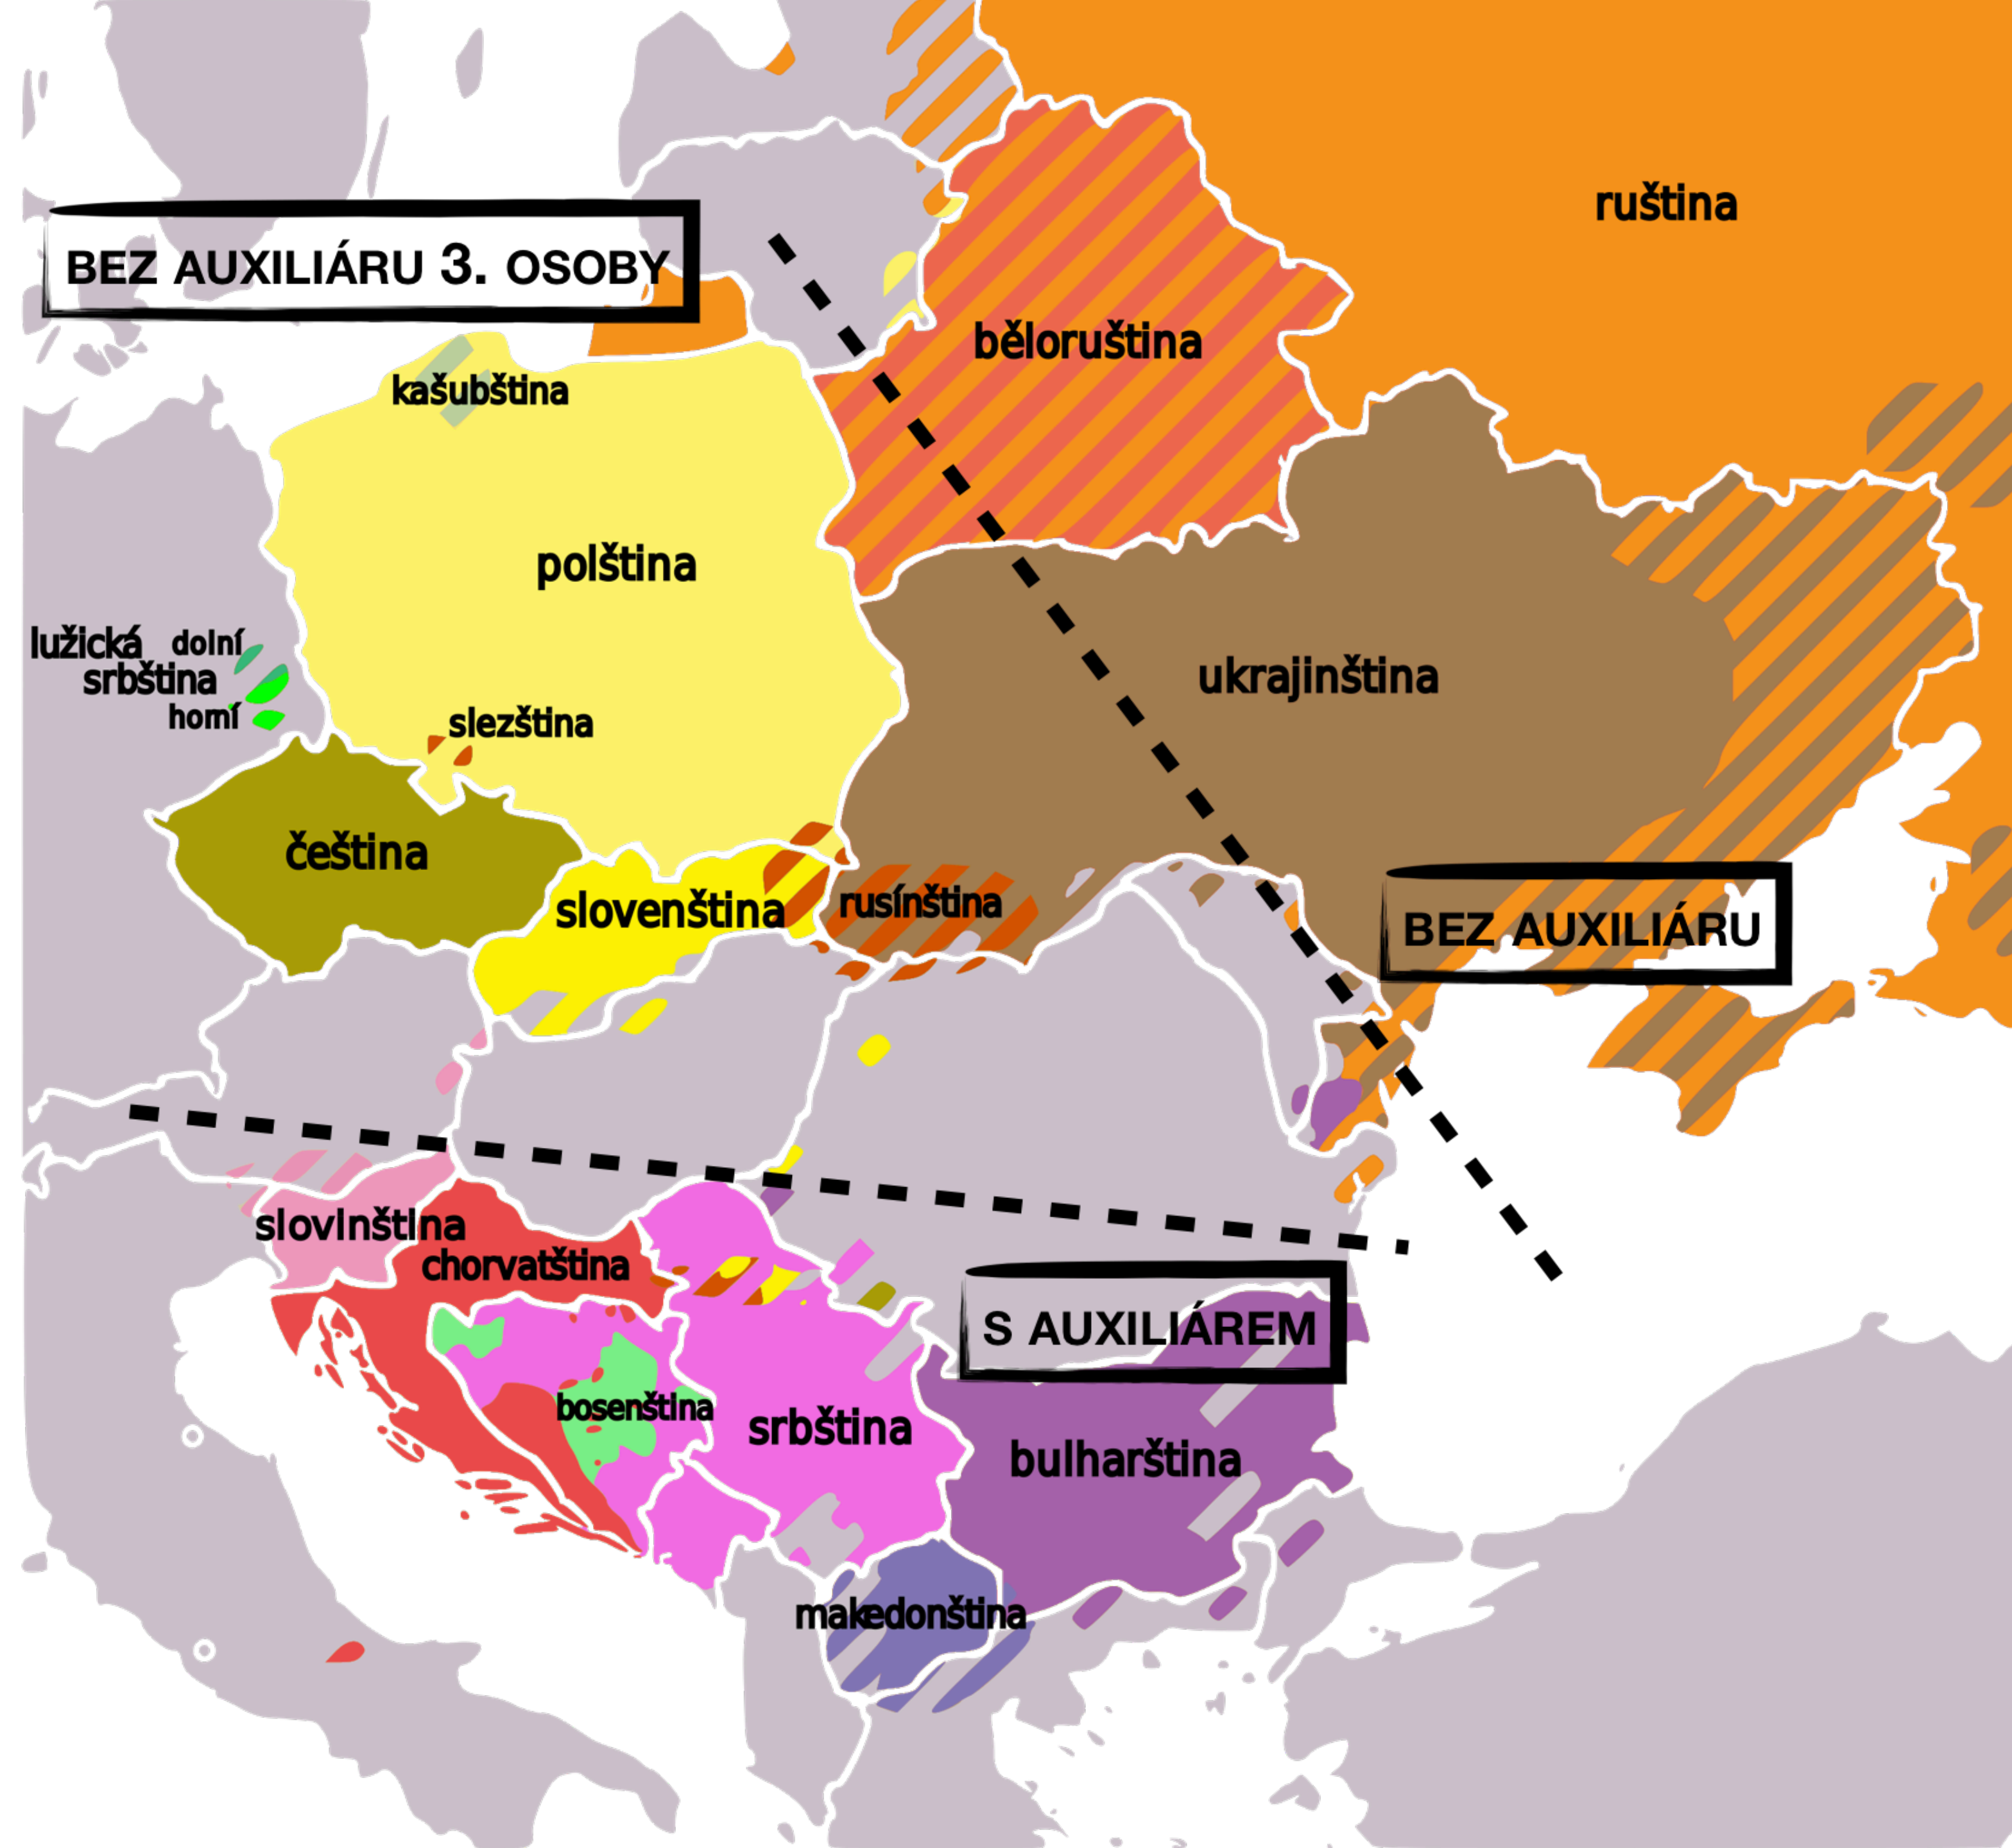 ruština
BEZ AUXILIÁRU 3. OSOBY
běloruština
kašubština
polština
lužická dolní
srbština
horní
ukrajinština
slezština
čeština
slovenština
rusínština
BEZ AUXILIÁRU
slovinština
chorvatština
S AUXILIÁREM
bosenština
srbština
bulharština
makedonština